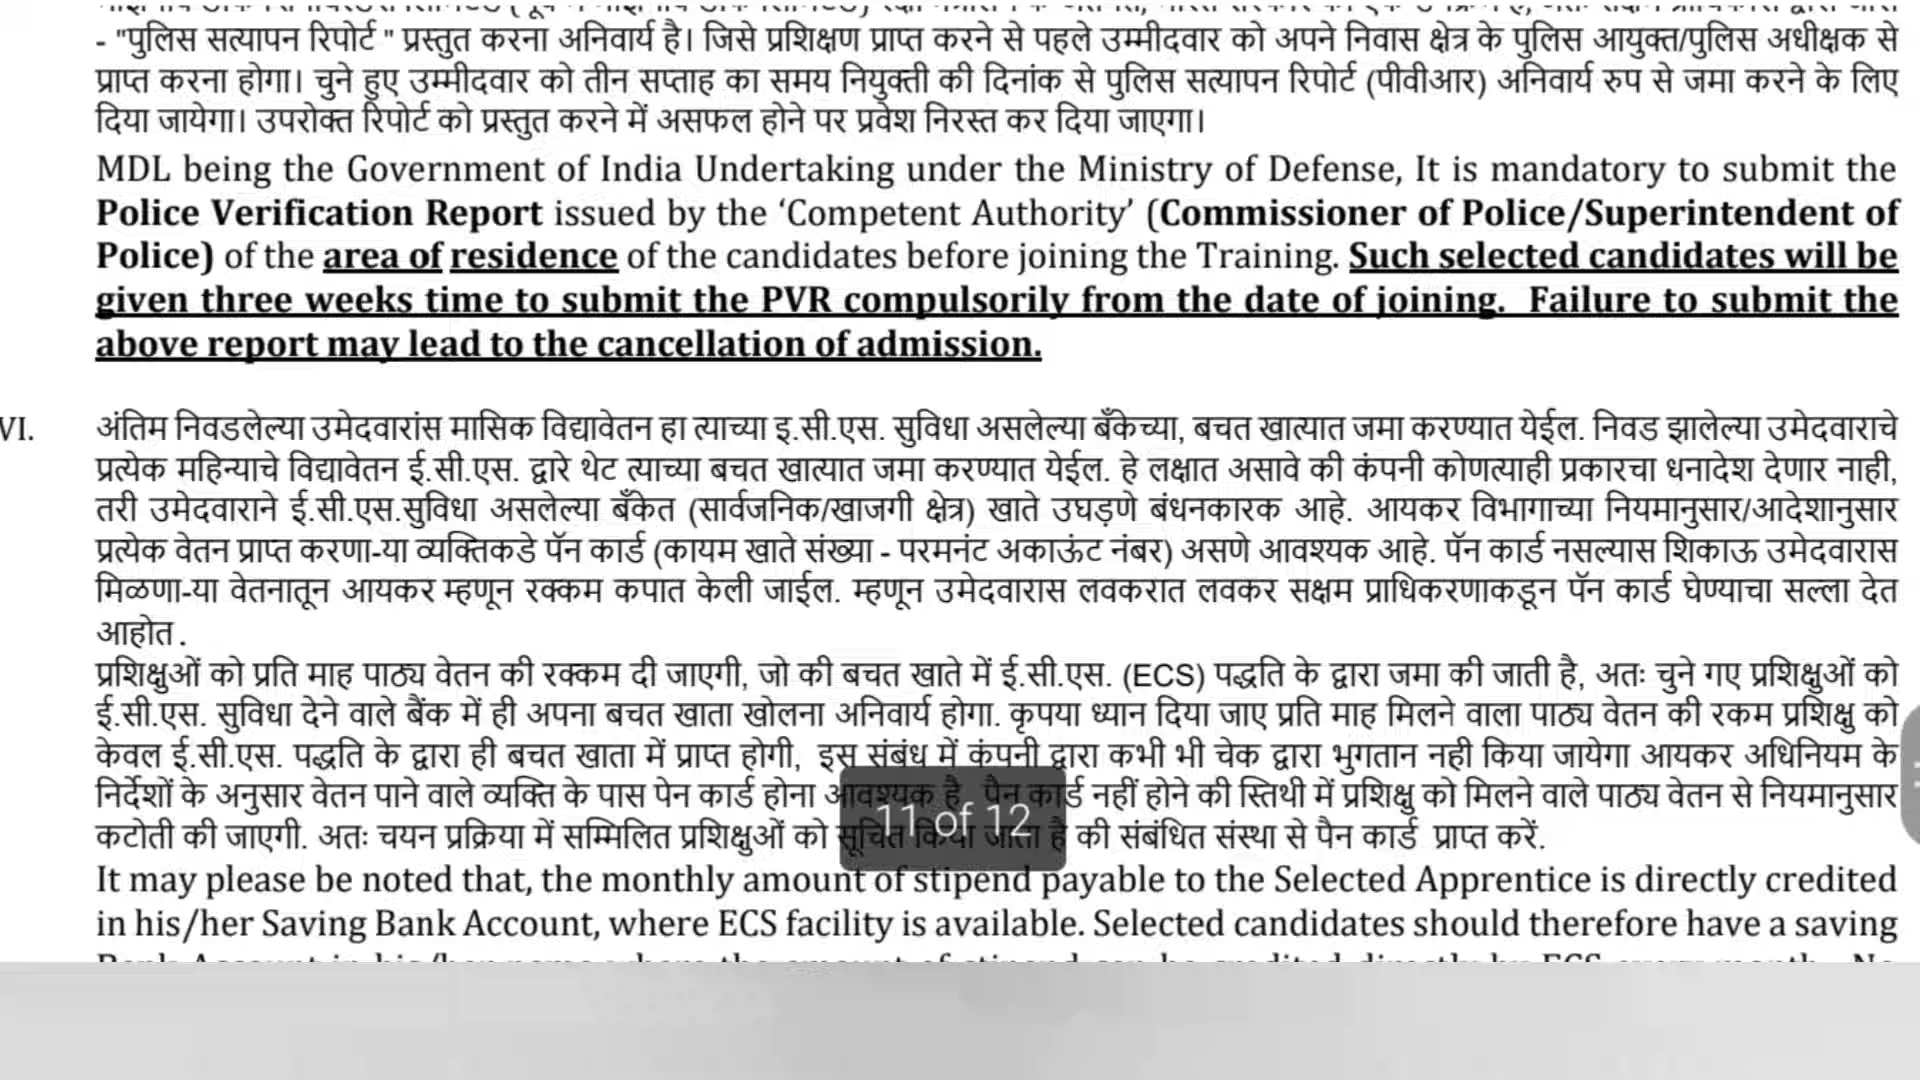 - "पुलिस सत्यापन रिपोर्ट " प्रस्तुत करना अनिवार्य है। जिसे प्रशिक्षण प्राप्त करने से पहले उम्मीदवार को अपने निवास क्षेत्र के पुलिस आयुक्त/पुलिस अधीक्षक से
प्राप्त करना होगा। चुने हुए उम्मीदवार को तीन सप्ताह का समय नियुक्ती की दिनांक से पुलिस सत्यापन रिपोर्ट (पीवीआर) अनिवार्य रुप से जमा करने के लिए
दिया जायेगा। उपरोक्त रिपोर्ट को प्रस्तुत करने में असफल होने पर प्रवेश निरस्त कर दिया जाएगा।
MDL being the Government of India Undertaking under the Ministry of Defense, It is mandatory to submit the
Police Verification Report issued by the ‘Competent Authority’ (Commissioner of Police/Superintendent of
Police) of the area of residence of the candidates before joining the Training. Such selected candidates will be
given three weeks time to submit the PVR compulsorily from the date of joining. Failure to submit the
above report may lead to the cancellation of admission.
VI. अंतिम निवडलेल्या उमेदवारांस मासिक विद्यावेतन हा त्याच्या इ.सी.एस. सुविधा असलेल्या बँकेच्या, बचत खात्यात जमा करण्यात येईल. निवड झालेल्या उमेदवाराचे
प्रत्येक महिन्याचे विद्यावेतन ई.सी.एस. द्वारे थेट त्याच्या बचत खात्यात जमा करण्यात येईल. हे लक्षात असावे की कंपनी कोणत्याही प्रकारचा धनादेश देणार नाही,
तरी उमेदवाराने ई.सी.एस.सुविधा असलेल्या बँकेत (सार्वजनिक/खाजगी क्षेत्र) खाते उघडणे बंधनकारक आहे. आयकर विभागाच्या नियमानुसार/आदेशानुसार
प्रत्येक वेतन प्राप्त करणा-या व्यक्तिकडे पॅन कार्ड (कायम खाते संख्या - परमनंट अकाऊंट नंबर) असणे आवश्यक आहे. पॅन कार्ड नसल्यास शिकाऊ उमेदवारास
मिळणा-या वेतनातून आयकर म्हणून रक्कम कपात केली जाईल. म्हणून उमेदवारास लवकरात लवकर सक्षम प्राधिकरणाकडून पॅन कार्ड घेण्याचा सल्ला देत
आहोत .
प्रशिक्षुओं को प्रति माह पाठ्य वेतन की रक्कम दी जाएगी, जो की बचत खाते में ई.सी.एस. (ECS) पद्धति के द्वारा जमा की जाती है, अतः चुने गए प्रशिक्षुओं को
ई.सी.एस. सुविधा देने वाले बैंक में ही अपना बचत खाता खोलना अनिवार्य होगा. कृपया ध्यान दिया जाए प्रति माह मिलने वाला पाठ्य वेतन की रकम प्रशिक्षु को
केवल ई.सी.एस. पद्धति के द्वारा ही बचत खाता में प्राप्त होगी, इस संबंध में कंपनी द्वारा कभी भी चेक द्वारा भुगतान नही किया जायेगा आयकर अधिनियम के
निर्देशों के अनुसार वेतन पाने वाले व्यक्ति के पास पेन कार्ड होना आवश्यक है. पैन कार्ड नहीं होने की स्तिथी में प्रशिक्षु को मिलने वाले पाठ्य वेतन से नियमानुसार
कटोती की जाएगी. अतः चयन प्रक्रिया में सम्मिलित प्रशिक्षुओं को सूचित किया जाता है की संबंधित संस्था से पैन कार्ड प्राप्त करें.
11 of 12
It may please be noted that, the monthly amount of stipend payable to the Selected Apprentice is directly credited
in his/her Saving Bank Account, where ECS facility is available. Selected candidates should therefore have a saving